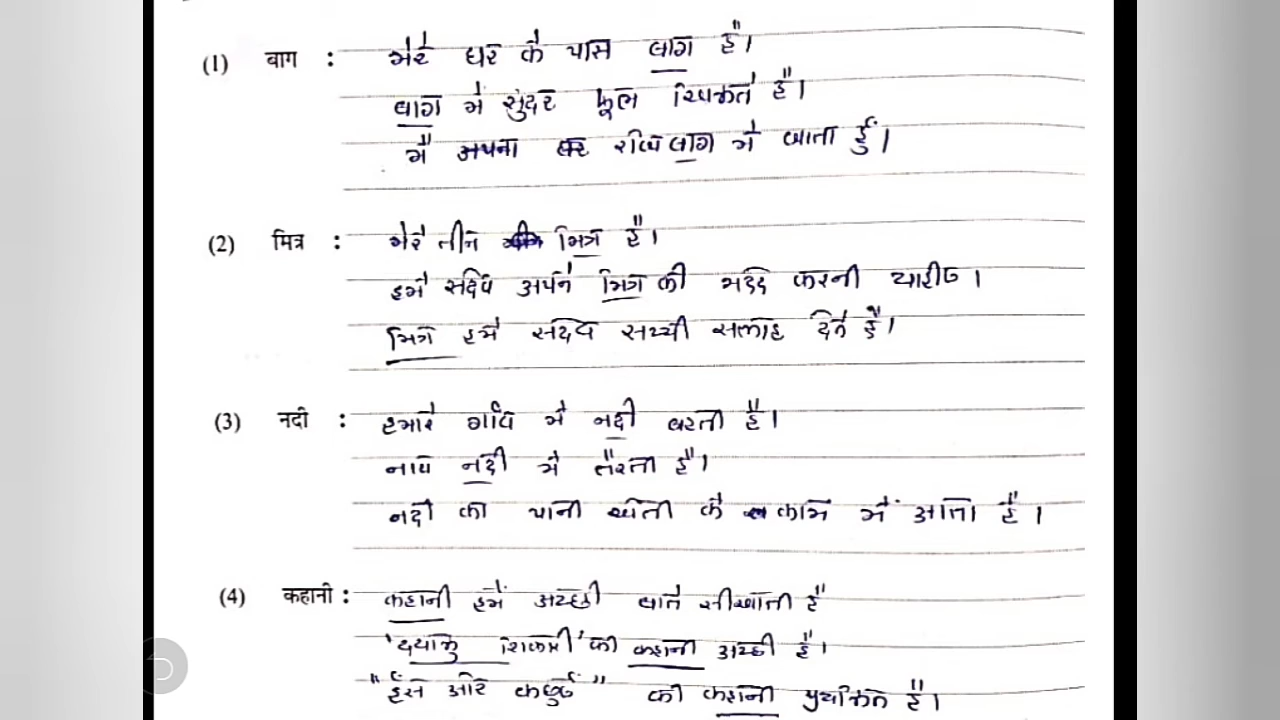 (1) बाग : मेरे घर के पास बाग हैं।
बाग मे सुंदर फूल खिलते हैं।
मैं अपना हर रवि बाग मे जाता हुँ।
(2) मित्र : मेरे तीन मित्र हैं।
हमे सदैव अपने मित्र की मदद करनी चाहीए।
मित्र हमे सदैव सच्ची सलाह देते हैं।
(3) नदी : हमारे गाँव मे नदी बहती हैं।
नाव नदी मे तैरती हैं।
नदी का पानी खेती के काम में आता हैं।
(4) कहानी : कहानी हमें अच्छी बाते सीखाती हैं
'दयालु शिकारी' की कहानी अच्छी हैं।
"हंस और कछुएँ" की कहानी प्रचलित हैं।